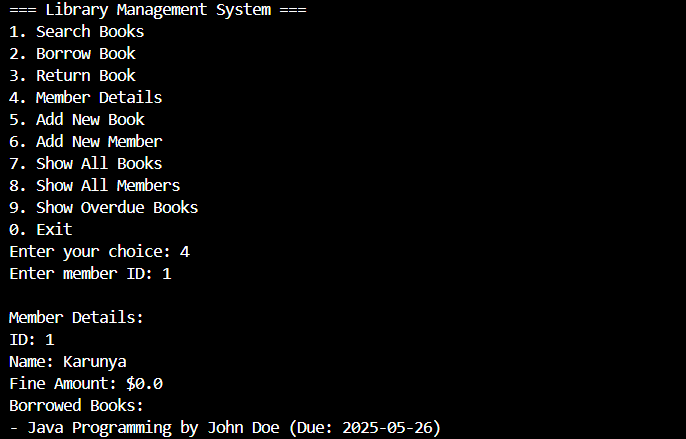 === Library Management System ===
1. Search Books
2. Borrow Book
3. Return Book
4. Member Details
5. Add New Book
6. Add New Member
7. Show All Books
8. Show All Members
9. Show Overdue Books
0. Exit
Enter your choice: 4
Enter member ID: 1
Member Details:
ID: 1
Name: Karunya
Fine Amount: $0.0
Borrowed Books:
- Java Programming by John Doe (Due: 2025-05-26)